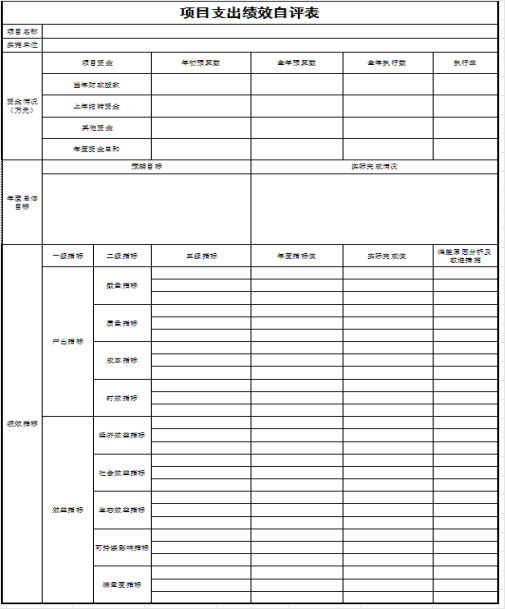 项目支出绩效自评表
项目名称
实施单位
资金情况
（万元）
项目资金
年初预算数
全年预算数
全年执行数
执行率
当年财政拨款
上年结转资金
其他资金
年度资金总和
年度总体
目标
预期目标
实际完成情况
绩效指标
一级指标
二级指标
三级指标
年度指标值
实际完成值
偏差原因分析及
改进措施
产出指标
数量指标
质量指标
成本指标
时效指标
效益指标
经济效益指标
社会效益指标
生态效益指标
可持续影响指标
满意度指标